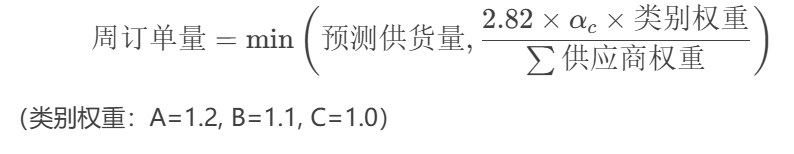 周订单量 = min(预测供货量, \frac{2.82 × α_c × 类别权重}{∑ 供应商权重})
(类别权重：A=1.2, B=1.1, C=1.0)